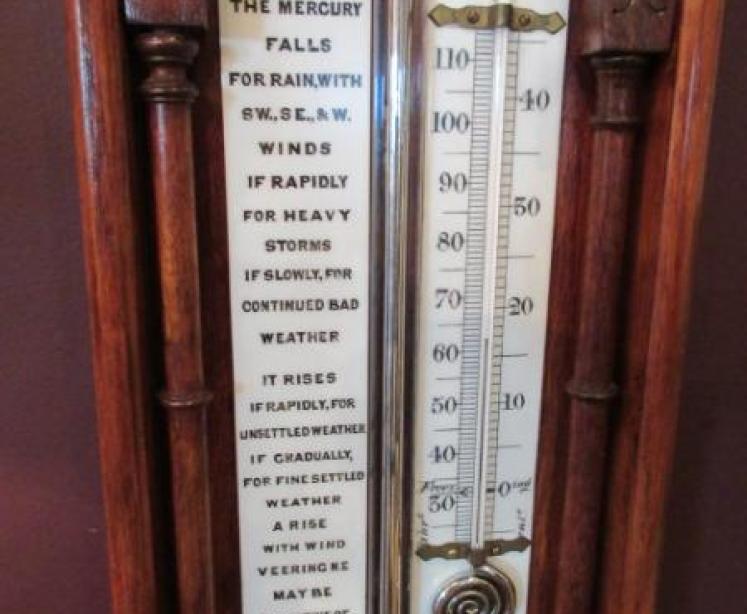 THE MERCURY
FALLS
FOR RAIN, WITH
SW., SE., & W.
WINDS
IF RAPIDLY
FOR HEAVY
STORMS
IF SLOWLY, FOR
CONTINUED BAD
WEATHER
IT RISES
IF RAPIDLY, FOR
UNSETTLED WEATHER
IF GRADUALLY,
FOR FINE SETTLED
WEATHER
A RISE
WITH WIND
VEERING NE
MAY BE
110
100
90
80
70
60
50
40
30
40
30
20
10
0